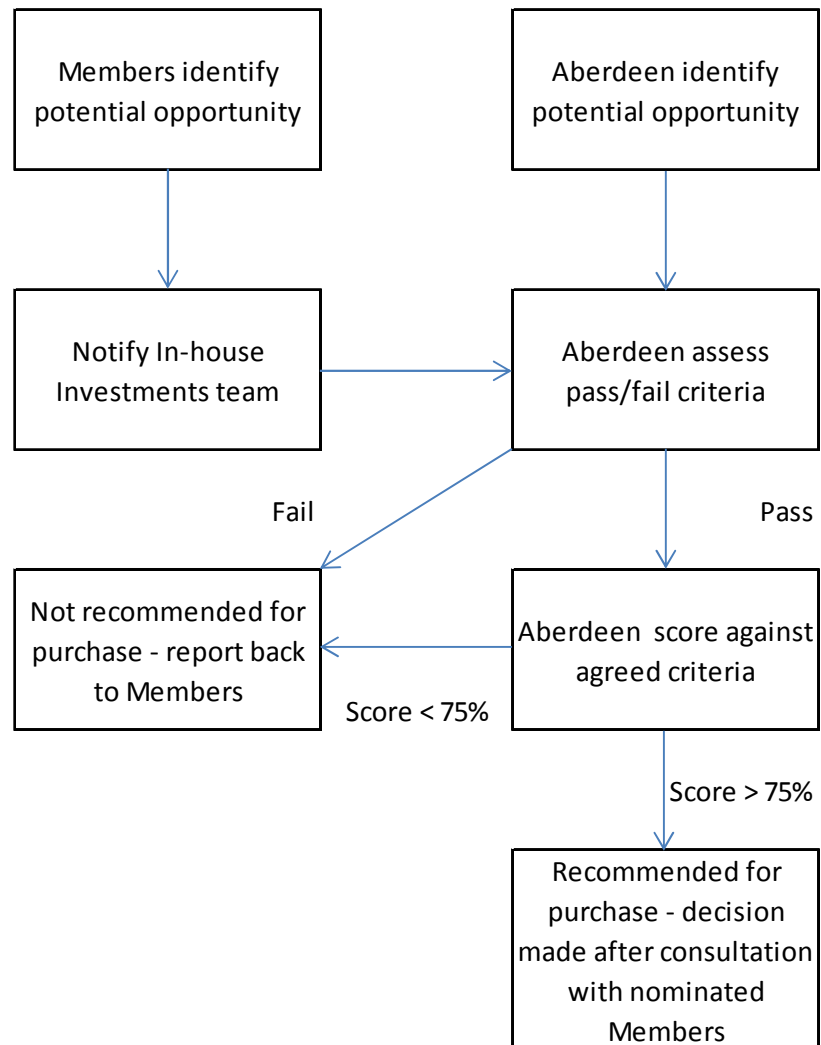 Members identify
potential opportunity
Aberdeen identify
potential opportunity
Notify In-house
Investments team
Aberdeen assess
pass/fail criteria
Fail
Pass
Not recommended for
purchase - report back
to Members
Aberdeen  score against
agreed criteria
Score < 75%
Score > 75%
Recommended for
purchase - decision
made after consultation
with nominated
Members